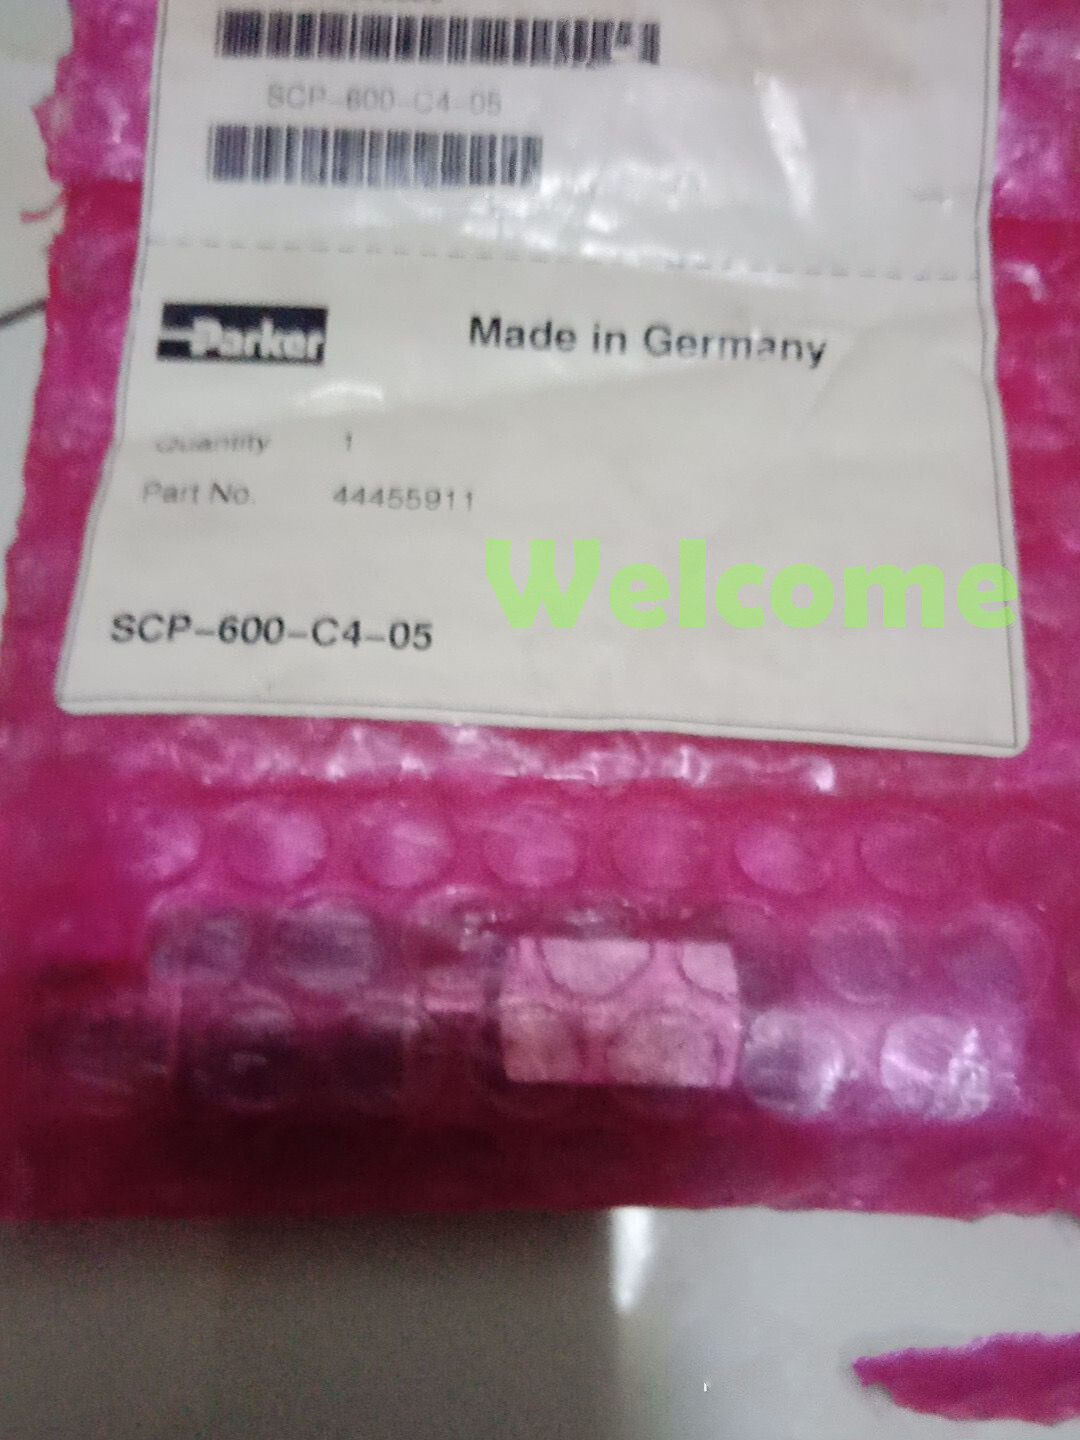 SCP-600-C4-05
Parker
Made in Germany
Quantity 1
Part No. 44455911
Welcome
SCP-600-C4-05